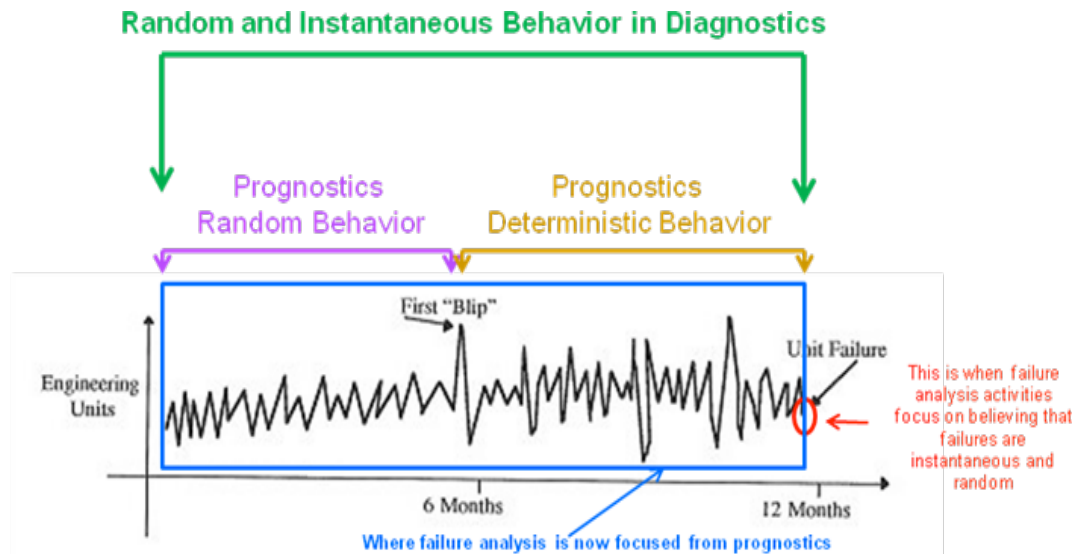 Random and Instantaneous Behavior in Diagnostics
Prognostics
Random Behavior
Prognostics
Deterministic Behavior
First "Blip"
Unit Failure
Engineering
Units
This is when failure
analysis activities
focus on believing that
failures are
instantaneous and
random
6 Months
12 Months
Where failure analysis is now focused from prognostics